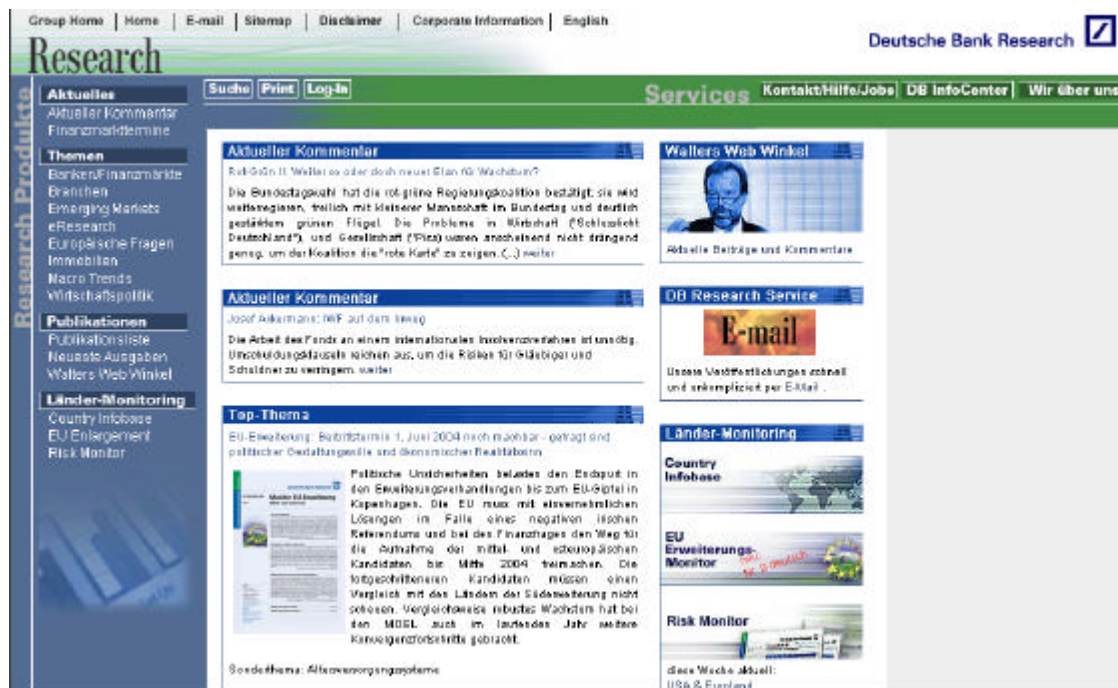 Group Home | Home | E-mail | Sitemap | Disclaimer | Corporate Information | English
Research
Deutsche Bank Research
Suche Print Log-In
Services
Kontakt/Hilfe/Jobs | DB InfoCenter | Wir über uns
Research Produkte
Aktuelles
Aktueller Kommentar
Finanzmarkttermine
Themen
Banken/Finanzmärkte
Branchen
Emerging Markets
eResearch
Europäische Fragen
Immobilien
Macro Trends
Wirtschaftspolitik
Publikationen
Publikationsliste
Neueste Ausgaben
Walters Web Winkel
Länder-Monitoring
Country Infobase
EU Enlargement
Risk Monitor
Aktueller Kommentar
Rot-Grün II: Weiter so oder doch neuer Elan für Wachstum?
Die Bundestagswahl hat die rot-grüne Regierungskoalition bestätigt; sie wird
weiterregieren, freilich mit kleinerer Mannschaft im Bundestag und deutlich
gestärktem grünen Flügel. Die Probleme in Wirtschaft ("Schlusslicht
Deutschland"), und Gesellschaft ("Pisa) waren anscheinend nicht drängend
genug, um der Koalition die "rote Karte" zu zeigen. (...) weiter
Aktueller Kommentar
Josef Ackermann: IWF auf dem Irrweg
Die Arbeit des Fonds an einem internationalen Insolvenzverfahren ist unnötig.
Umschuldungsklauseln reichen aus, um die Risiken für Gläubiger und
Schuldner zu verringern. weiter
Top-Thema
EU-Erweiterung: Beitrittstermin 1. Juni 2004 noch machbar - gefragt sind
politischer Gestaltungswille und ökonomischer Realitätssinn
Politische Unsicherheiten belasten den Endspurt in
den Erweiterungsverhandlungen bis zum EU-Gipfel in
Kopenhagen. Die EU muss mit einvernehmlichen
Lösungen im Falle eines negativen irischen
Referendums und bei den Finanzfragen den Weg für
die Aufnahme der mittel- und osteuropäischen
Kandidaten bis Mitte 2004 freimachen. Die
fortgeschritteneren Kandidaten müssen einen
Vergleich mit den Ländern der Süderweiterung nicht
scheuen. Vergleichsweise robustes Wachstum hat bei
den MOEL auch im laufenden Jahr weitere
Konvergenzfortschritte gebracht.
Sonderthema: Altersversorgungssysteme
Walters Web Winkel
Aktuelle Beiträge und Kommentare
DB Research Service
E-mail
Unsere Veröffentlichungen schnell
und unkompliziert per E-Mail .
Länder-Monitoring
Country
Infobase
EU
Erweiterungs-
Monitor
Risk Monitor
diese Woche aktuell:
USA & Euroland